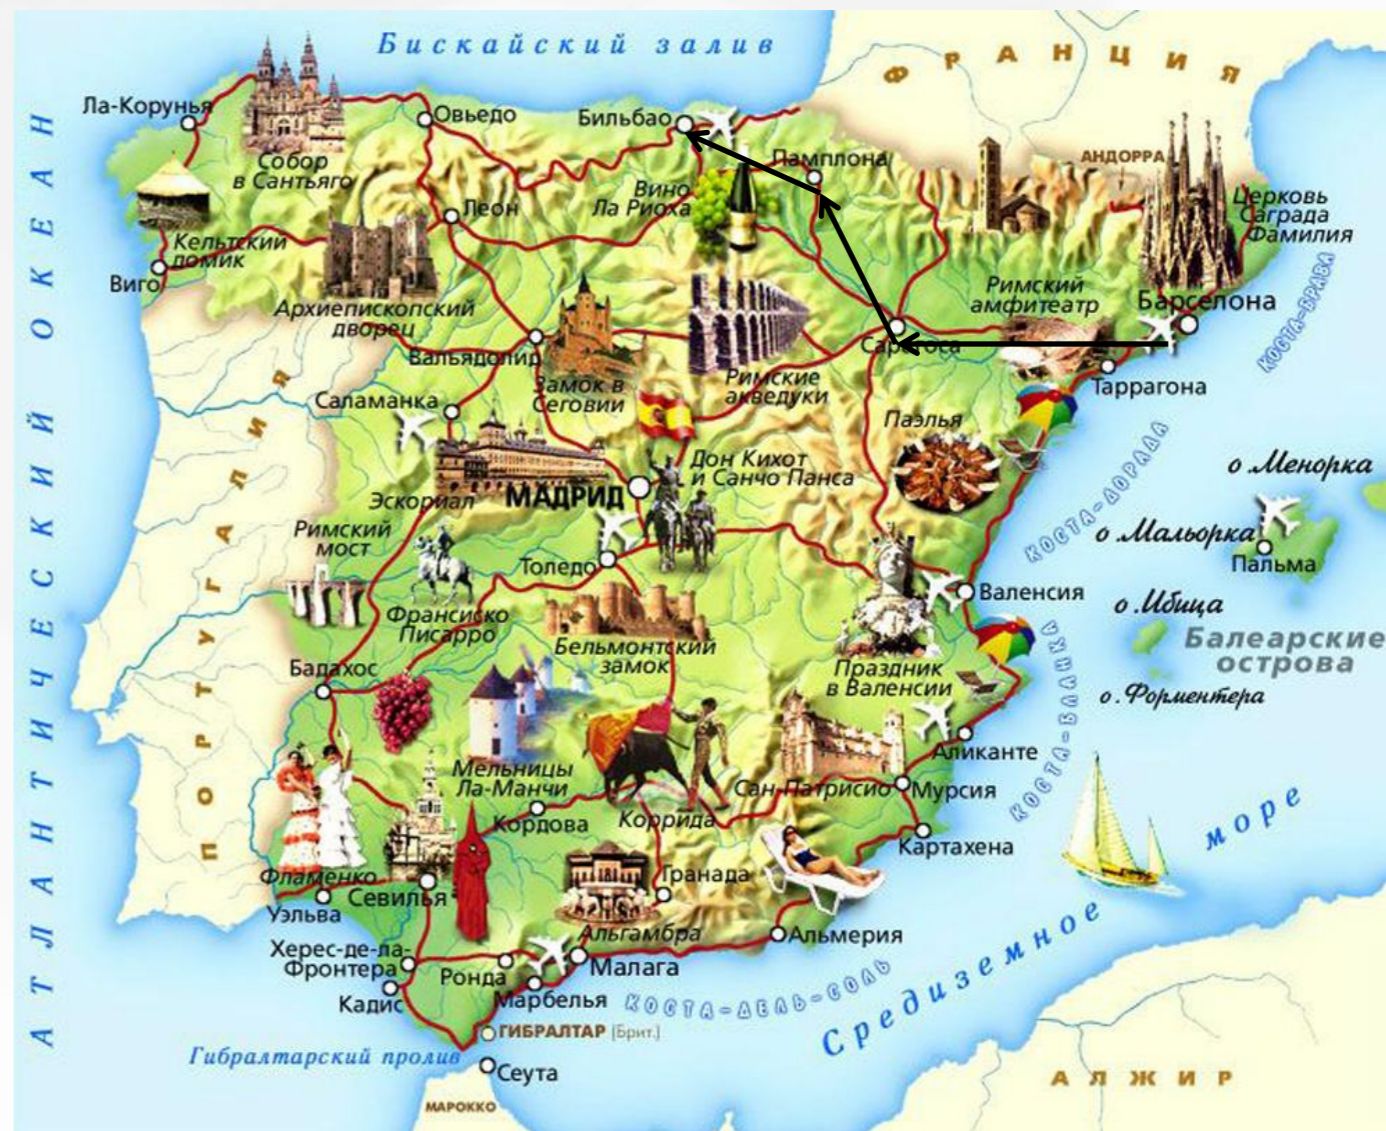 Бискайский залив
ФРАНЦИЯ
АТЛАНТИЧЕСКИЙ ОКЕАН
Ла-Корунья
Овьедо
Бильбао
Памплона
АНДОРРА
Собор
в Сантьяго
Вино
Ла Риоха
Церковь
Саграда
Фамилия
Леон
Кельтский
домик
Виго
Архиепископский
дворец
Римский
амфитеатр
Барселона
КОСТА-БРАВА
Вальядолид
Сарагоса
Таррагона
Замок в
Сеговии
Римские
акведуки
Саламанка
Паэлья
КОСТА-ДОРАДА
о.Менорка
Эскориал
МАДРИД
Дон Кихот
и Санчо Панса
Римский
мост
о.Мальорка
Пальма
Толедо
ПОРТУГАЛИЯ
Франсиско
Писарро
Бельмонтский
замок
Валенсия
о.Ибица
Балеарские
острова
Бадахос
Праздник
в Валенсии
о.Форментера
КОСТА-БЛАНКА
Аликанте
Мельницы
Ла-Манчи
Сан-Патрисио
Мурсия
Кордова
Коррида
Картахена
Средиземное море
Фламенко
Севилья
Гранада
Уэльва
Альгамбра
Альмерия
Херес-де-ла-
Фронтера
Ронда
Малага
Кадис
Марбелья
КОСТА-ДЕЛЬ-СОЛЬ
ГИБРАЛТАР (Брит.)
Гибралтарский пролив
Сеута
АЛЖИР
МАРОККО